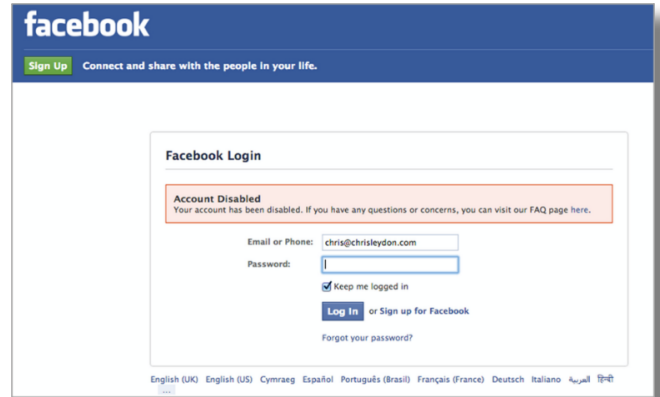 facebook
Sign Up Connect and share with the people in your life.
Facebook Login
Account Disabled
Your account has been disabled. If you have any questions or concerns, you can visit our FAQ page here.
Email or Phone: chris@chrisleydon.com
Password:
Keep me logged in
Log In or Sign up for Facebook
Forgot your password?
English (UK) English (US) Cymraeg Español Português (Brasil) Français (France) Deutsch Italiano العربية हिन्दी
...